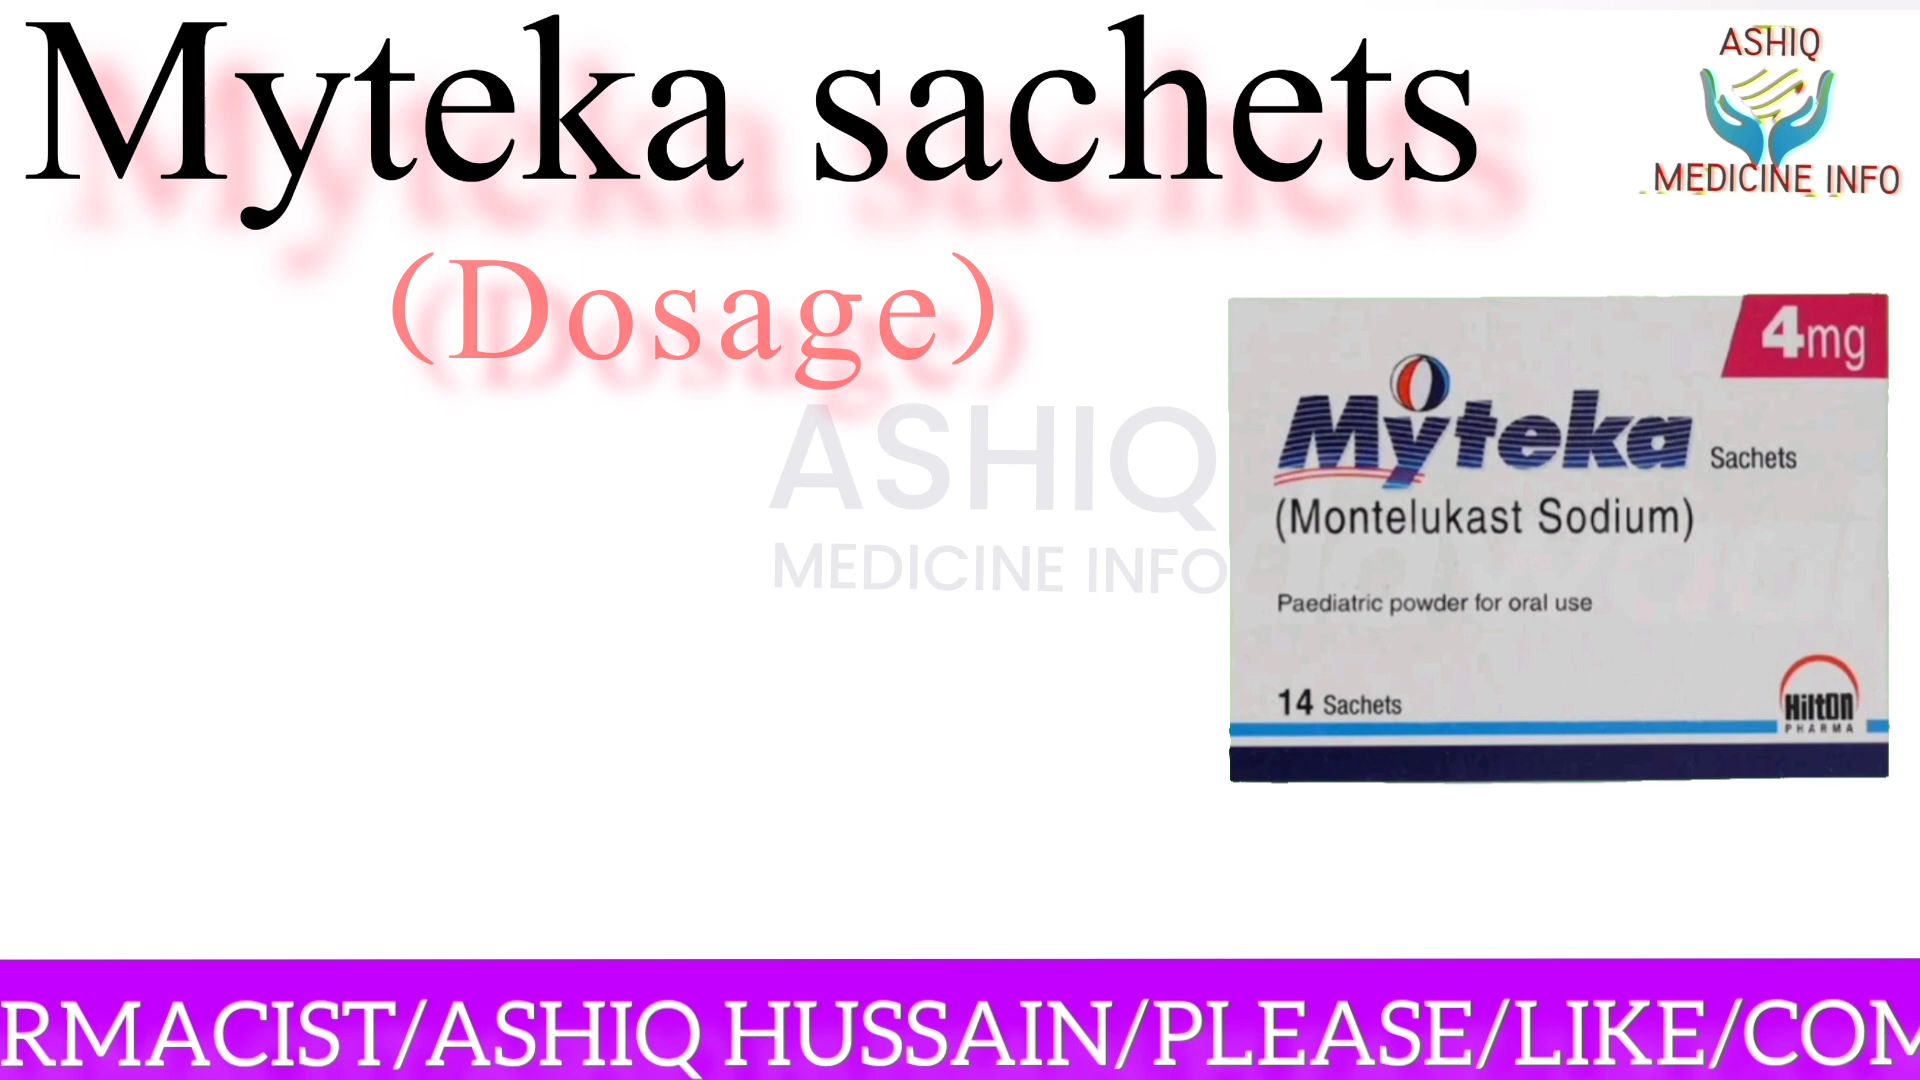 Myteka sachets
(Dosage)
ASHIQ
MEDICINE INFO
ASHIQ
MEDICINE INFO
4mg
Myteka Sachets
(Montelukast Sodium)
Paediatric powder for oral use
14 Sachets
HiltOn
PHARMA
RMACIST/ASHIQ HUSSAIN/PLEASE/LIKE/COM